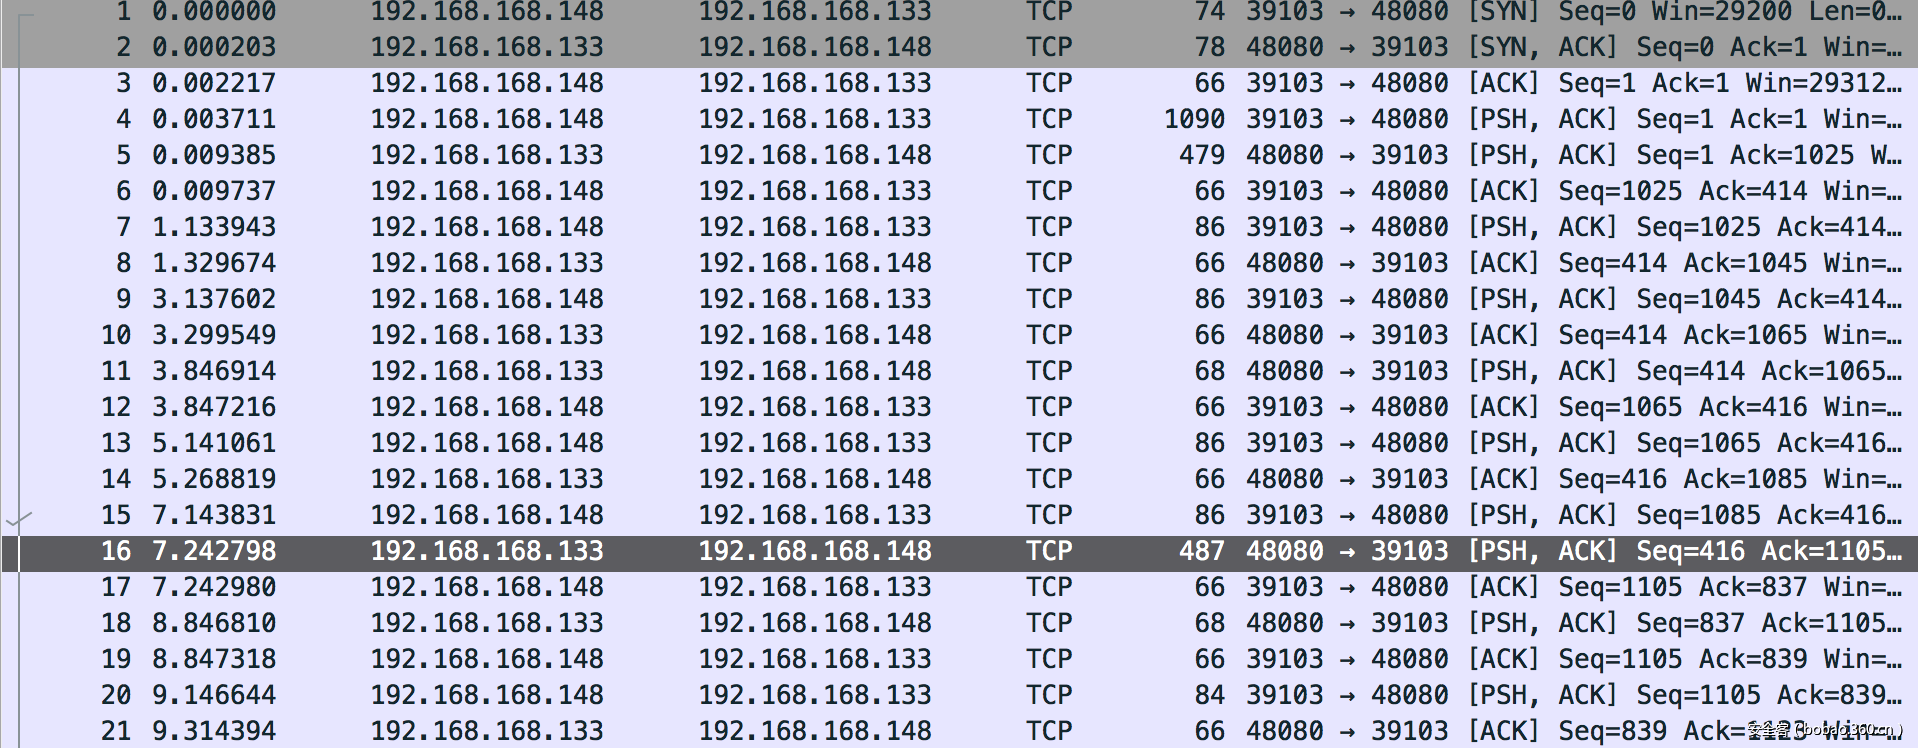 1 0.000000 192.168.168.148 192.168.168.133 TCP 74 39103 → 48080 [SYN] Seq=0 Win=29200 Len=0…
2 0.000203 192.168.168.133 192.168.168.148 TCP 78 48080 → 39103 [SYN, ACK] Seq=0 Ack=1 Win=…
3 0.002217 192.168.168.148 192.168.168.133 TCP 66 39103 → 48080 [ACK] Seq=1 Ack=1 Win=29312…
4 0.003711 192.168.168.148 192.168.168.133 TCP 1090 39103 → 48080 [PSH, ACK] Seq=1 Ack=1 Win=…
5 0.009385 192.168.168.133 192.168.168.148 TCP 479 48080 → 39103 [PSH, ACK] Seq=1 Ack=1025 W…
6 0.009737 192.168.168.148 192.168.168.133 TCP 66 39103 → 48080 [ACK] Seq=1025 Ack=414 Win=…
7 1.133943 192.168.168.148 192.168.168.133 TCP 86 39103 → 48080 [PSH, ACK] Seq=1025 Ack=414…
8 1.329674 192.168.168.133 192.168.168.148 TCP 66 48080 → 39103 [ACK] Seq=414 Ack=1045 Win=…
9 3.137602 192.168.168.148 192.168.168.133 TCP 86 39103 → 48080 [PSH, ACK] Seq=1045 Ack=414…
10 3.299549 192.168.168.133 192.168.168.148 TCP 66 48080 → 39103 [ACK] Seq=414 Ack=1065 Win=…
11 3.846914 192.168.168.133 192.168.168.148 TCP 68 48080 → 39103 [PSH, ACK] Seq=414 Ack=1065…
12 3.847216 192.168.168.148 192.168.168.133 TCP 66 39103 → 48080 [ACK] Seq=1065 Ack=416 Win=…
13 5.141061 192.168.168.148 192.168.168.133 TCP 86 39103 → 48080 [PSH, ACK] Seq=1065 Ack=416…
14 5.268819 192.168.168.133 192.168.168.148 TCP 66 48080 → 39103 [ACK] Seq=416 Ack=1085 Win=…
15 7.143831 192.168.168.148 192.168.168.133 TCP 86 39103 → 48080 [PSH, ACK] Seq=1085 Ack=416…
16 7.242798 192.168.168.133 192.168.168.148 TCP 487 48080 → 39103 [PSH, ACK] Seq=416 Ack=1105…
17 7.242980 192.168.168.148 192.168.168.133 TCP 66 39103 → 48080 [ACK] Seq=1105 Ack=837 Win=…
18 8.846810 192.168.168.133 192.168.168.148 TCP 68 48080 → 39103 [PSH, ACK] Seq=837 Ack=1105…
19 8.847318 192.168.168.148 192.168.168.133 TCP 66 39103 → 48080 [ACK] Seq=1105 Ack=839 Win=…
20 9.146644 192.168.168.148 192.168.168.133 TCP 84 39103 → 48080 [PSH, ACK] Seq=1105 Ack=839…
21 9.314394 192.168.168.133 192.168.168.148 TCP 66 48080 → 39103 [ACK] Seq=839
安全客 ( bobao.360.cn )